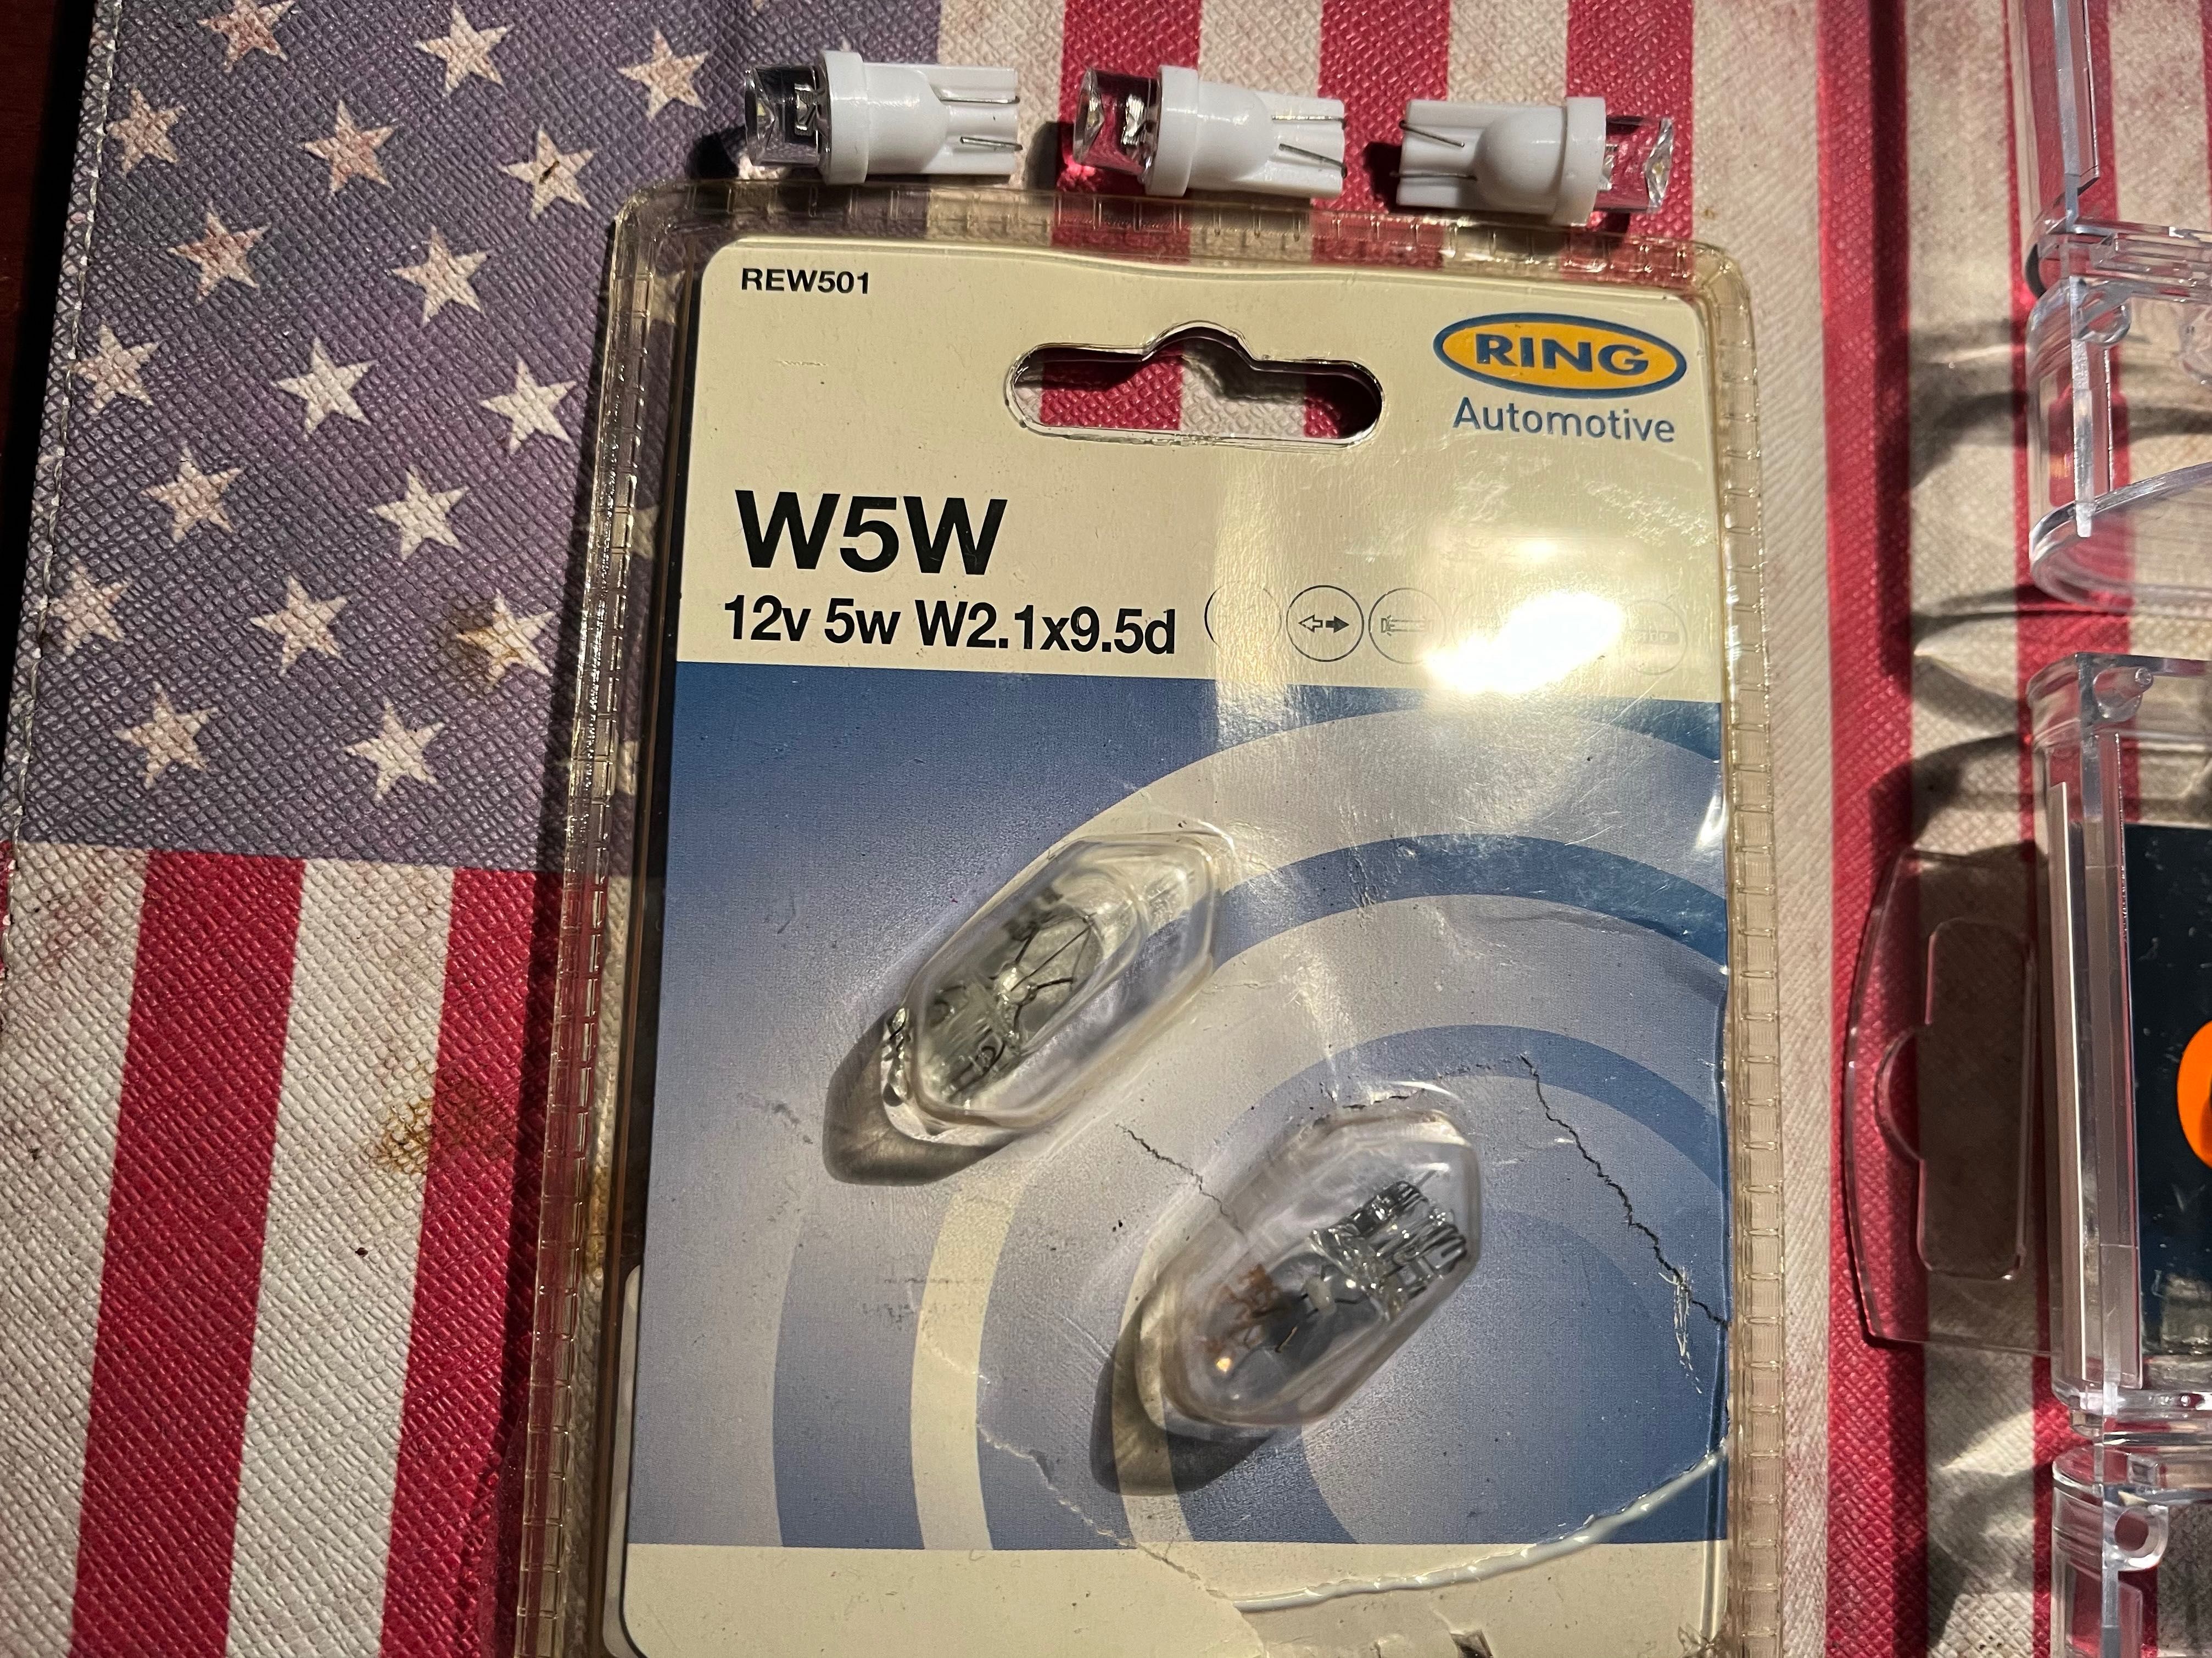 REW501
RING
Automotive
W5W
12v 5w W2.1x9.5d